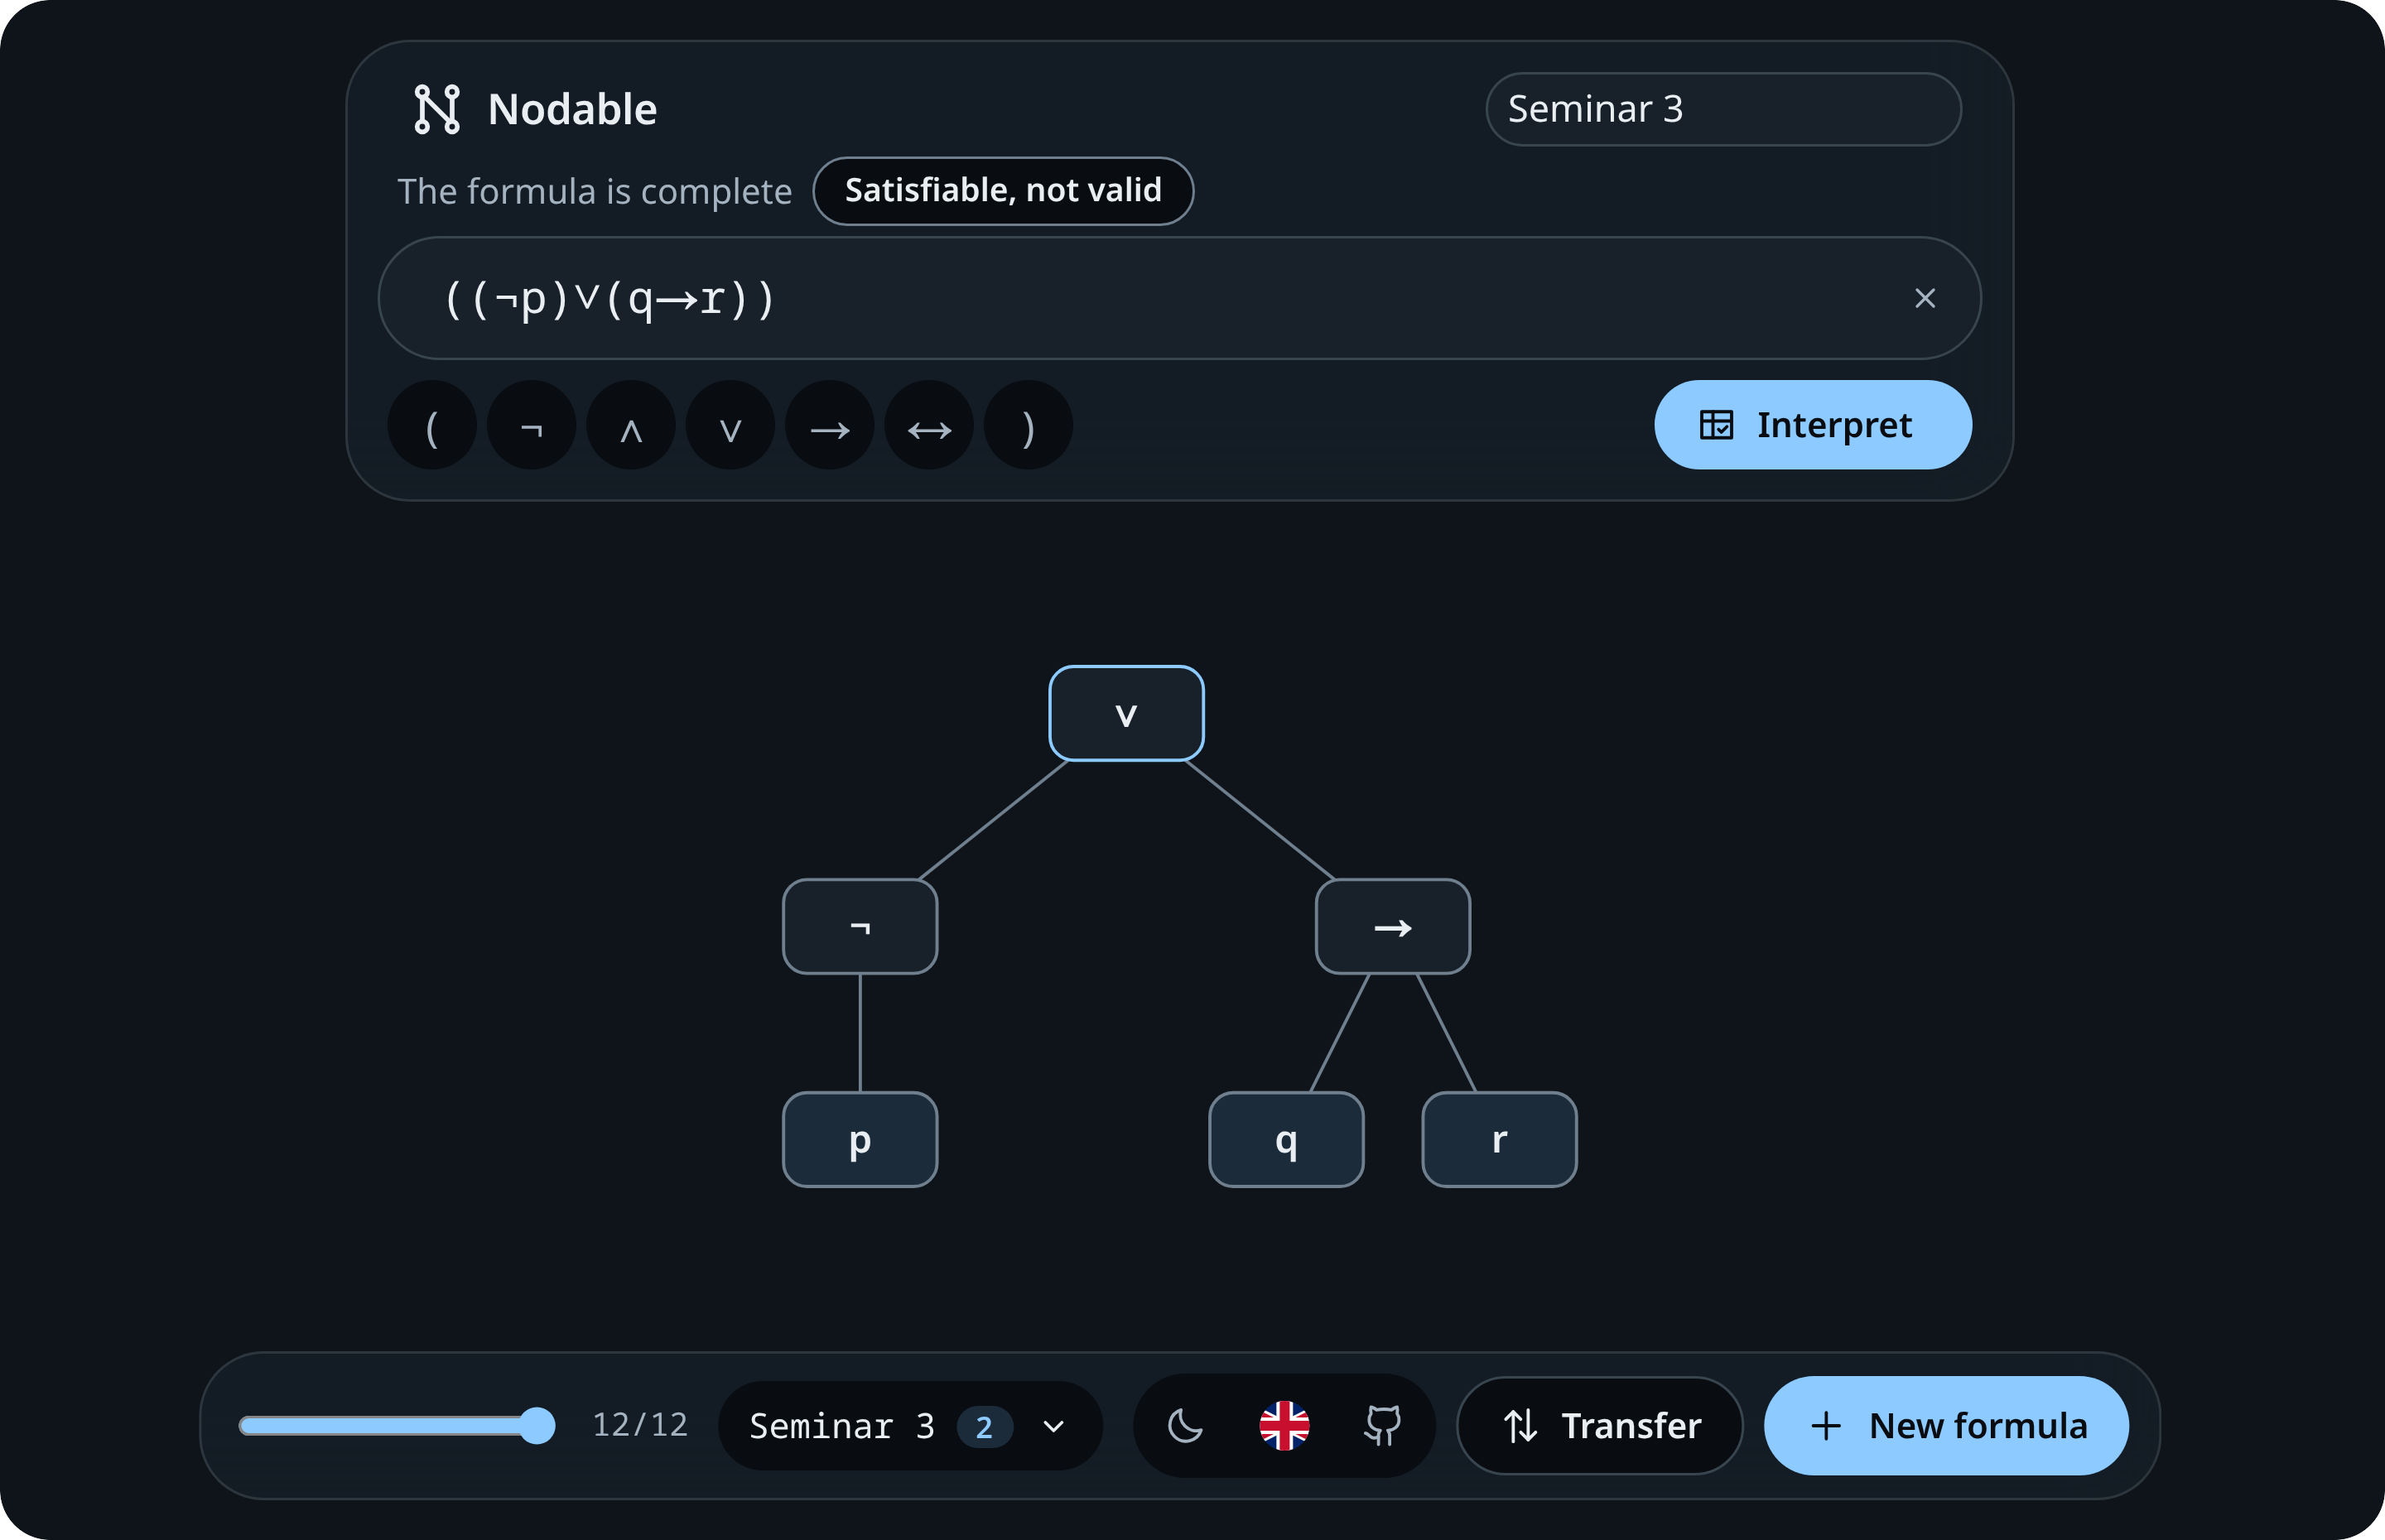 Nodable
Seminar 3
The formula is complete
Satisfiable, not valid
((¬p)∨(q→r))
( ¬ ∧ ∨ → ↔ )
Interpret
∨
¬ →
p q r
12/12
Seminar 3 2
Transfer
New formula